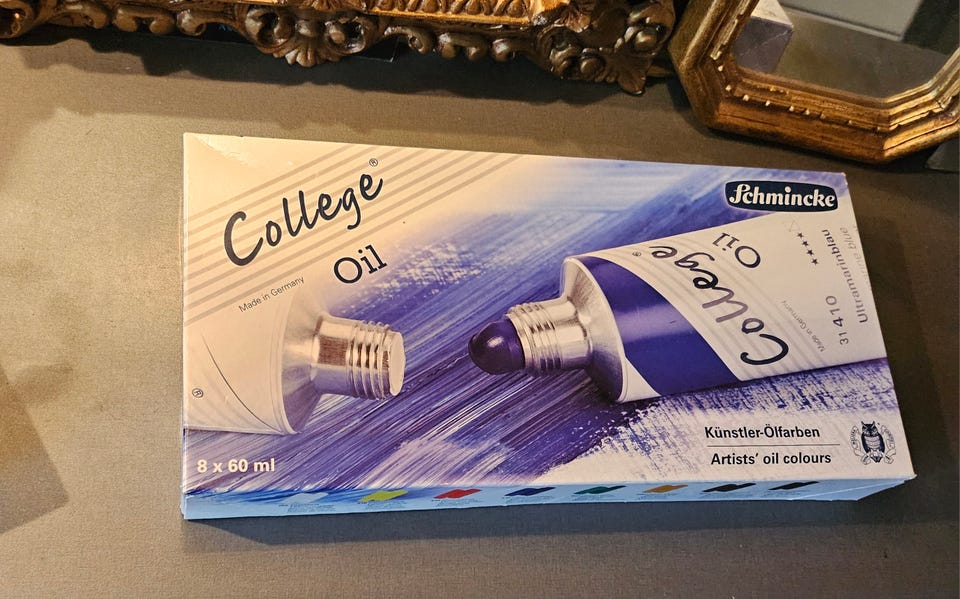 College®
Oil
Made in Germany
®
8 x 60 ml
Schmincke
College®
Oil
Made in Germany
31 410
Ultramarinblau
Künstler-Ölfarben
Artists' oil colours